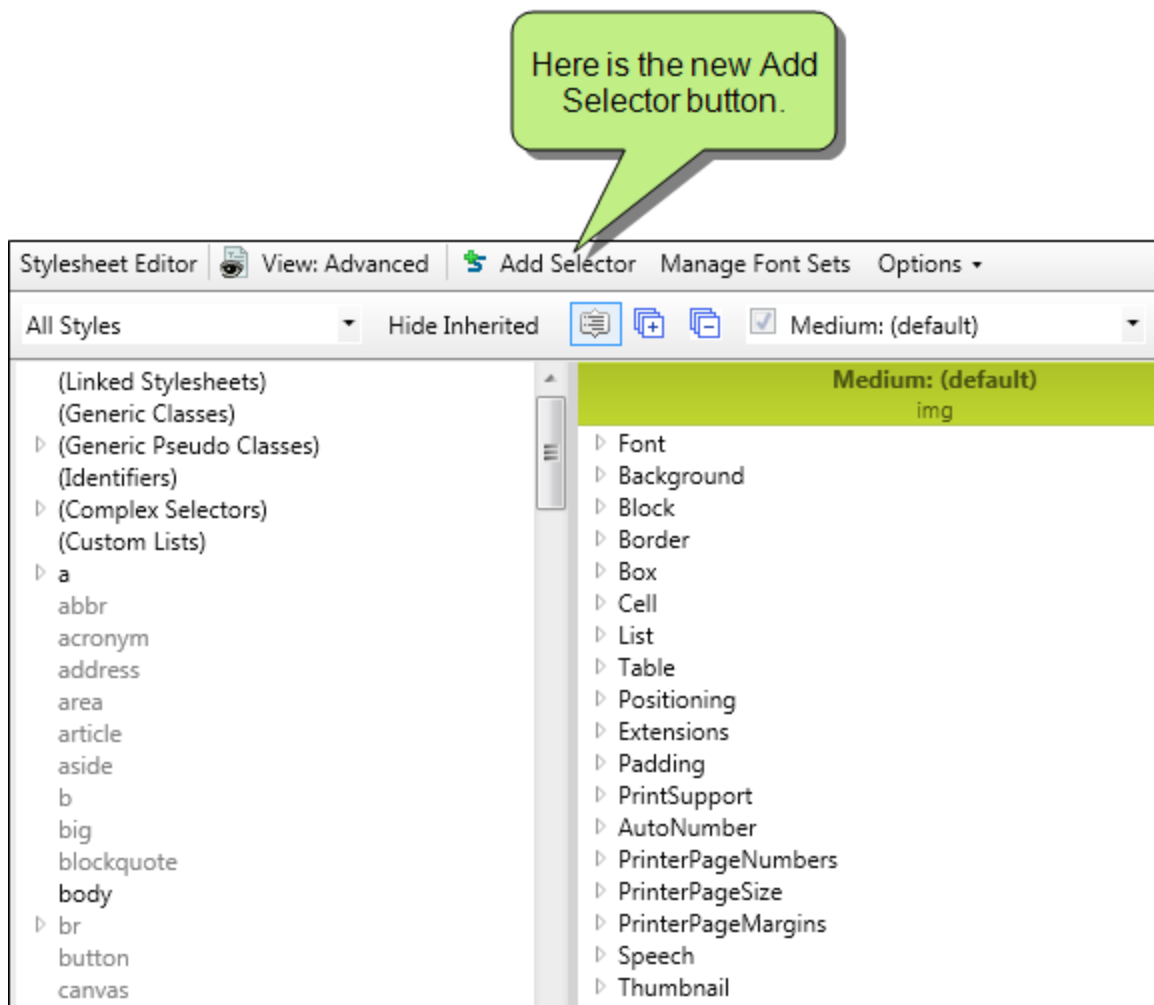 Here is the new Add
Selector button.
Stylesheet Editor View: Advanced Add Selector Manage Font Sets Options
All Styles Hide Inherited Medium: (default)
(Linked Stylesheets)
(Generic Classes)
(Generic Pseudo Classes)
(Identifiers)
(Complex Selectors)
(Custom Lists)
a
abbr
acronym
address
area
article
aside
b
big
blockquote
body
br
button
canvas
Medium: (default)
img
Font
Background
Block
Border
Box
Cell
List
Table
Positioning
Extensions
Padding
PrintSupport
AutoNumber
PrinterPageNumbers
PrinterPageSize
PrinterPageMargins
Speech
Thumbnail